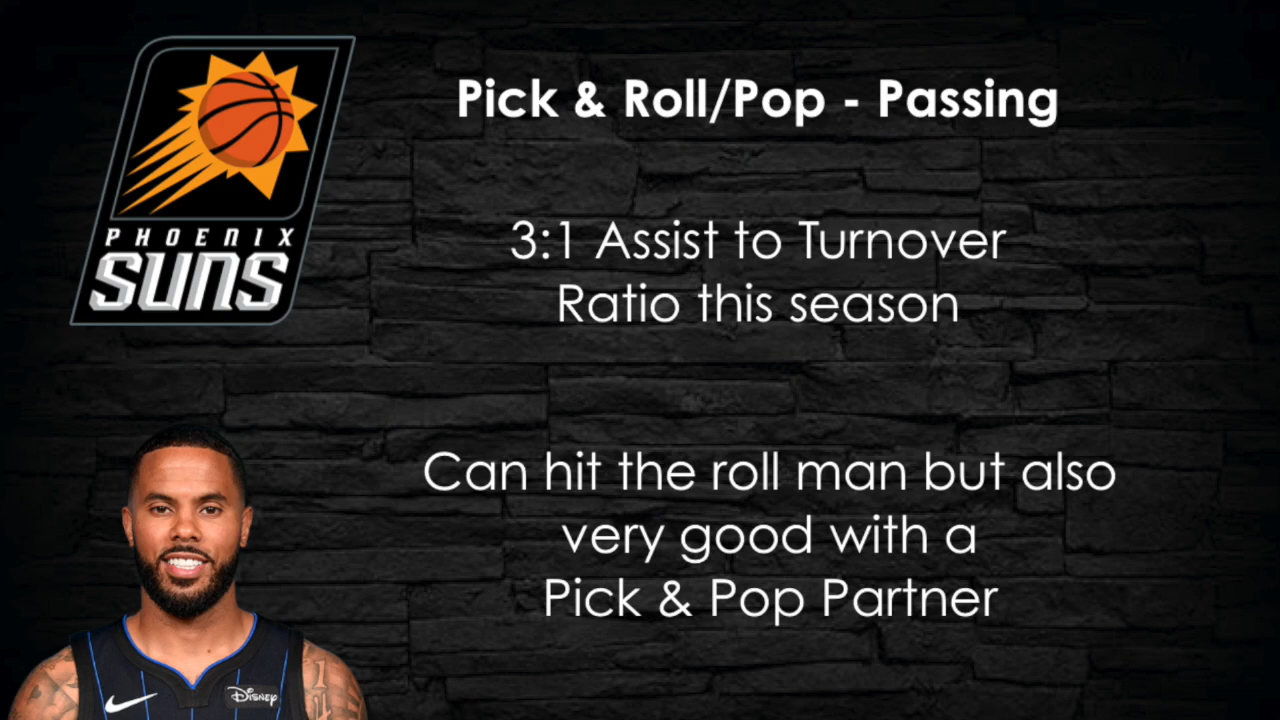 PHOENIX
SUNS
Pick & Roll/Pop - Passing
3:1 Assist to Turnover
Ratio this season
Can hit the roll man but also
very good with a
Pick & Pop Partner
Disney